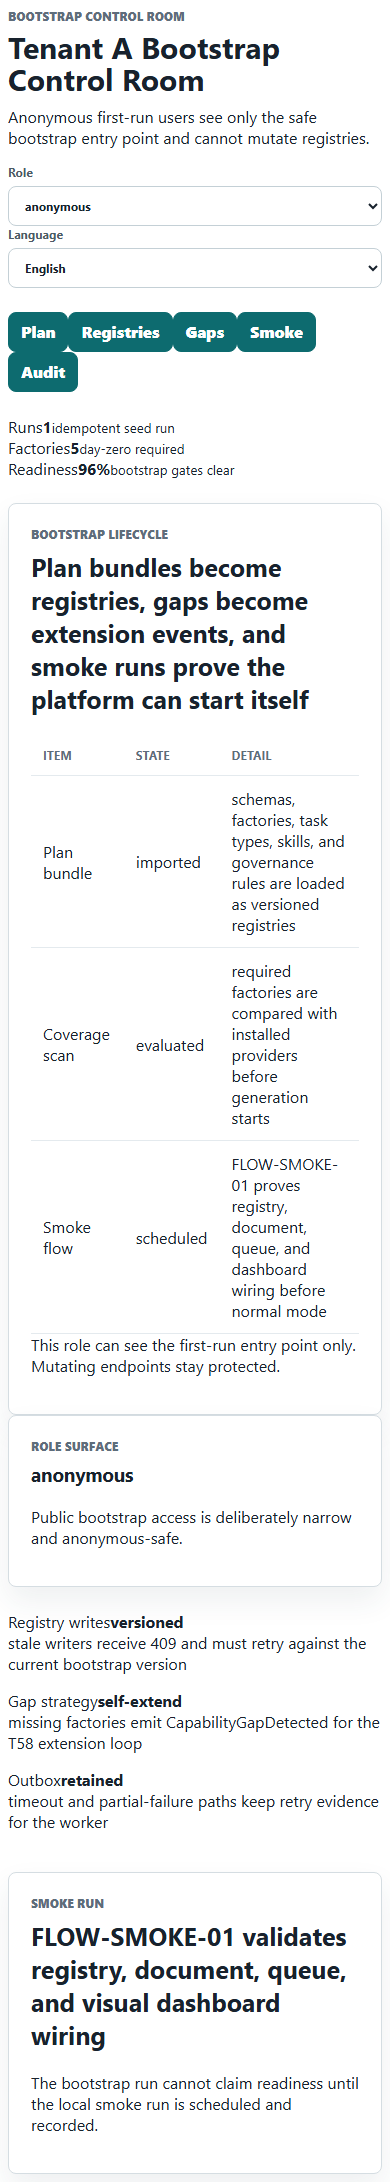 BOOTSTRAP CONTROL ROOM
Tenant A Bootstrap
Control Room
Anonymous first-run users see only the safe
bootstrap entry point and cannot mutate registries.
Role
anonymous
Language
English
Plan Registries Gaps Smoke
Audit
Runs1idempotent seed run
Factories5day-zero required
Readiness96%bootstrap gates clear
BOOTSTRAP LIFECYCLE
Plan bundles become
registries, gaps become
extension events, and
smoke runs prove the
platform can start itself
ITEM STATE DETAIL
Plan
bundle
imported
schemas,
factories, task
types, skills, and
governance
rules are loaded
as versioned
registries
Coverage
scan
evaluated
required
factories are
compared with
installed
providers
before
generation
starts
Smoke
flow
scheduled
FLOW-SMOKE-
01 proves
registry,
document,
queue, and
dashboard
wiring before
normal mode
This role can see the first-run entry point only.
Mutating endpoints stay protected.
ROLE SURFACE
anonymous
Public bootstrap access is deliberately narrow
and anonymous-safe.
Registry writesversioned
stale writers receive 409 and must retry against the
current bootstrap version
Gap strategyself-extend
missing factories emit CapabilityGapDetected for the
T58 extension loop
Outboxretained
timeout and partial-failure paths keep retry evidence
for the worker
SMOKE RUN
FLOW-SMOKE-01 validates
registry, document, queue,
and visual dashboard
wiring
The bootstrap run cannot claim readiness until
the local smoke run is scheduled and
recorded.